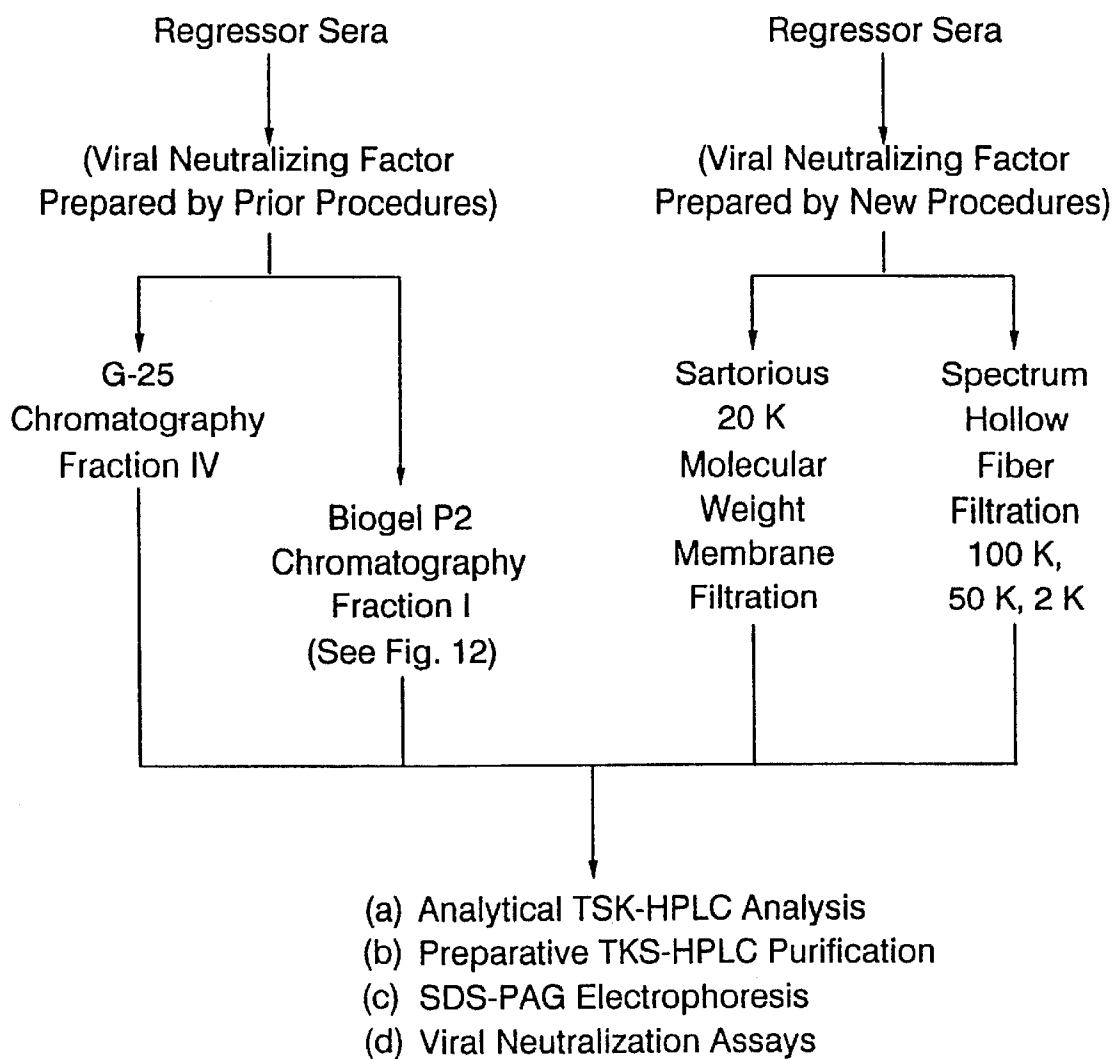 Regressor Sera
(Viral Neutralizing Factor
Prepared by Prior Procedures)
G-25
Chromatography
Fraction IV
Biogel P2
Chromatography
Fraction I
(See Fig. 12)
Regressor Sera
(Viral Neutralizing Factor
Prepared by New Procedures)
Sartorious
20 K
Molecular
Weight
Membrane
Filtration
Spectrum
Hollow
Fiber
Filtration
100 K,
50 K, 2 K
(a) Analytical TSK-HPLC Analysis
(b) Preparative TKS-HPLC Purification
(c) SDS-PAG Electrophoresis
(d) Viral Neutralization Assays